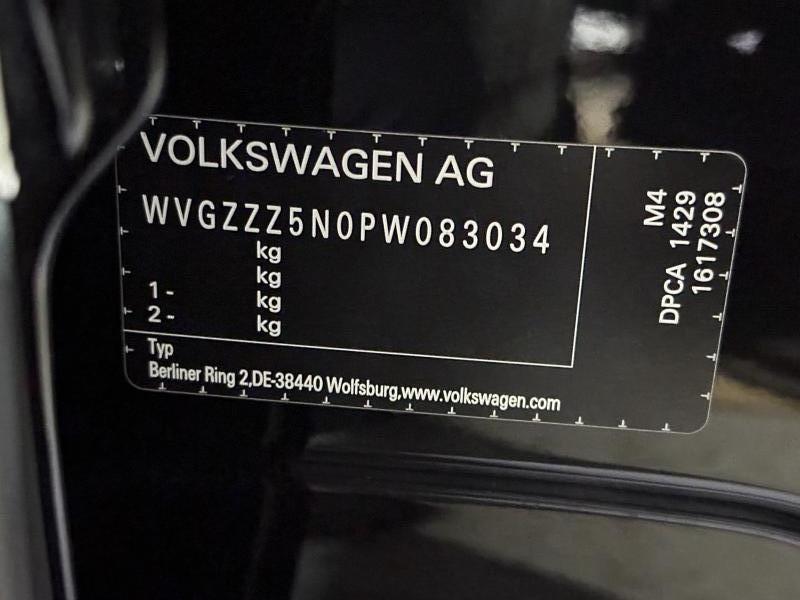 VOLKSWAGEN AG
WVGZZZ5N0PW083034
kg
kg
1- kg
2- kg
Typ
Berliner Ring 2,DE-38440 Wolfsburg,www.volkswagen.com
M4
DPCA 1429
1617308